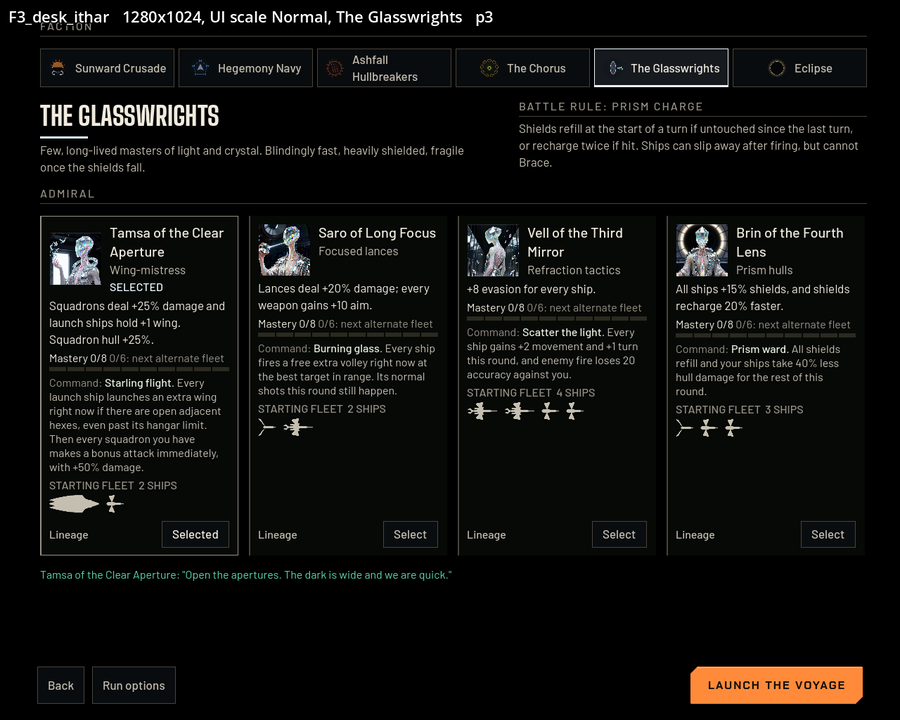 F3_desk_ithar 1280x1024, UI scale Normal, The Glasswrights p3
FACTION
Sunward Crusade
Hegemony Navy
Ashfall
Hullbreakers
The Chorus
The Glasswrights
Eclipse
THE GLASSWRIGHTS
Few, long-lived masters of light and crystal. Blindingly fast, heavily shielded, fragile
once the shields fall.
BATTLE RULE: PRISM CHARGE
Shields refill at the start of a turn if untouched since the last turn,
or recharge twice if hit. Ships can slip away after firing, but cannot
Brace.
ADMIRAL
Tamsa of the Clear
Aperture
Wing-mistress
SELECTED
Squadrons deal +25% damage and
launch ships hold +1 wing.
Squadron hull +25%.
Mastery 0/8 0/6: next alternate fleet
Command: Starling flight. Every
launch ship launches an extra wing
right now if there are open adjacent
hexes, even past its hangar limit.
Then every squadron you have
makes a bonus attack immediately,
with +50% damage.
STARTING FLEET 2 SHIPS
Lineage
Selected
Saro of Long Focus
Focused lances
Lances deal +20% damage; every
weapon gains +10 aim.
Mastery 0/8 0/6: next alternate fleet
Command: Burning glass. Every ship
fires a free extra volley right now at
the best target in range. Its normal
shots this round still happen.
STARTING FLEET 2 SHIPS
Lineage
Select
Vell of the Third
Mirror
Refraction tactics
+8 evasion for every ship.
Mastery 0/8 0/6: next alternate fleet
Command: Scatter the light. Every
ship gains +2 movement and +1 turn
this round, and enemy fire loses 20
accuracy against you.
STARTING FLEET 4 SHIPS
Lineage
Select
Brin of the Fourth
Lens
Prism hulls
All ships +15% shields, and shields
recharge 20% faster.
Mastery 0/8 0/6: next alternate fleet
Command: Prism ward. All shields
refill and your ships take 40% less
hull damage for the rest of this
round.
STARTING FLEET 3 SHIPS
Lineage
Select
Tamsa of the Clear Aperture: "Open the apertures. The dark is wide and we are quick."
Back
Run options
LAUNCH THE VOYAGE